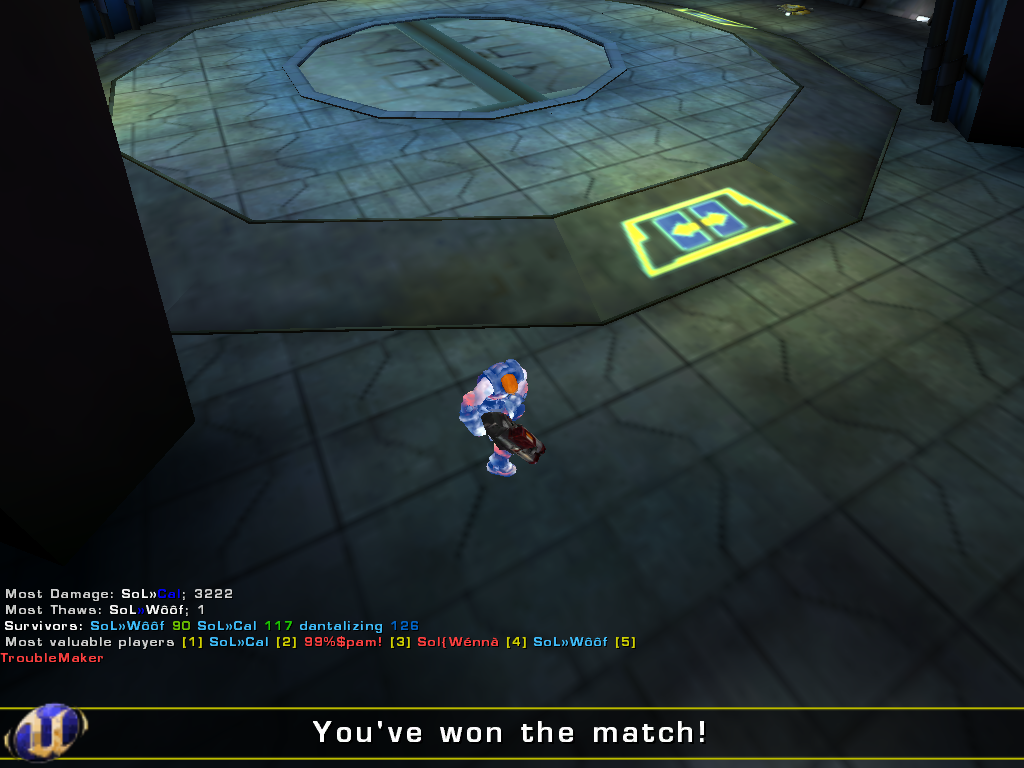 Most Damage: SoL»Cal; 3222
Most Thaws: SoL»Wôôf; 1
Survivors: SoL»Wôôf 90 SoL»Cal 117 dantalizing 126
Most valuable players [1] SoL»Cal [2] 99%$pam! [3] Sol{Wénnà [4] SoL»Wôôf [5]
TroubleMaker
You've won the match!